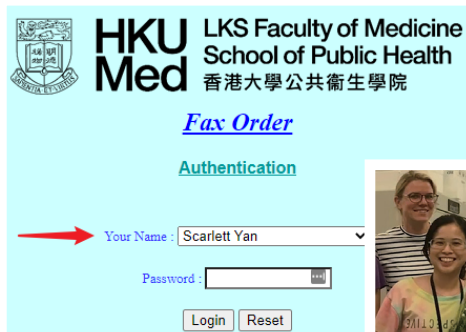 HKU Med
LKS Faculty of Medicine
School of Public Health
香港大學公共衞生學院
Fax Order
Authentication
Your Name : Scarlett Yan
Password :
Login Reset